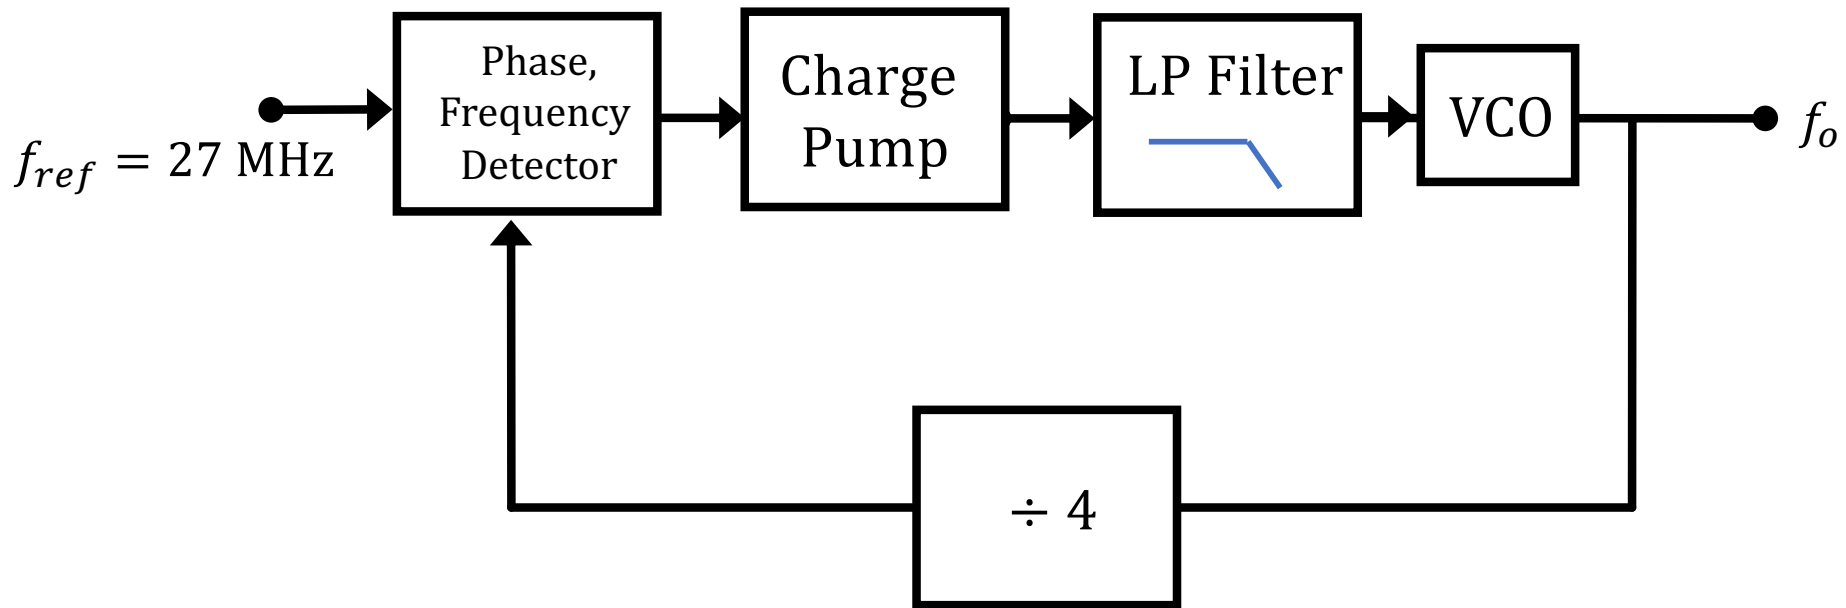 Phase,
Frequency
Detector
Charge
Pump
LP Filter
VCO
f_o
f_ref = 27 MHz
÷ 4